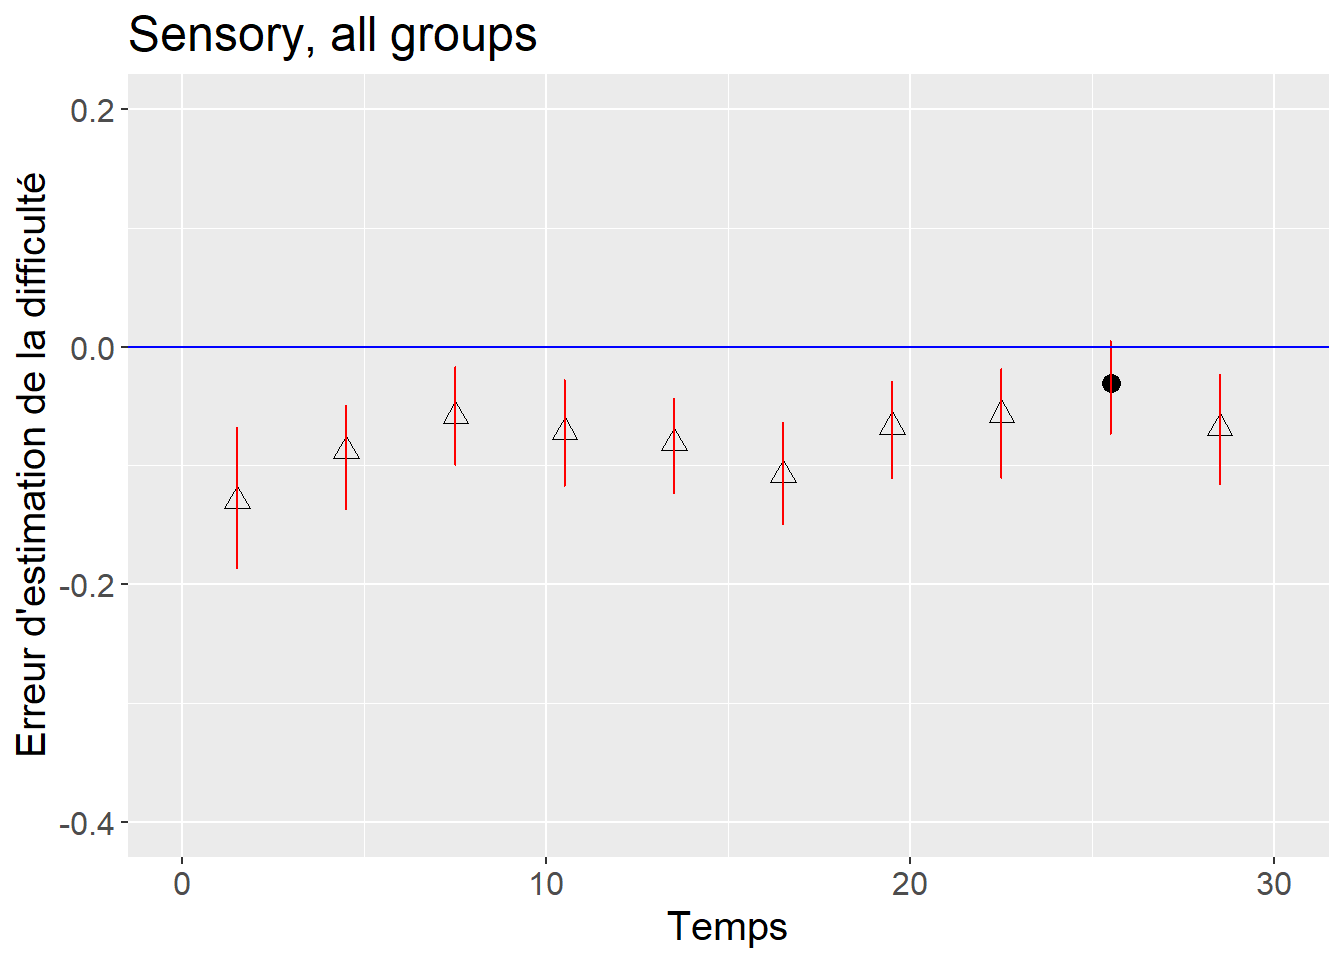 Sensory, all groups
Erreur d'estimation de la difficulté
0.2
0.0
-0.2
-0.4
0
10
20
30
Temps